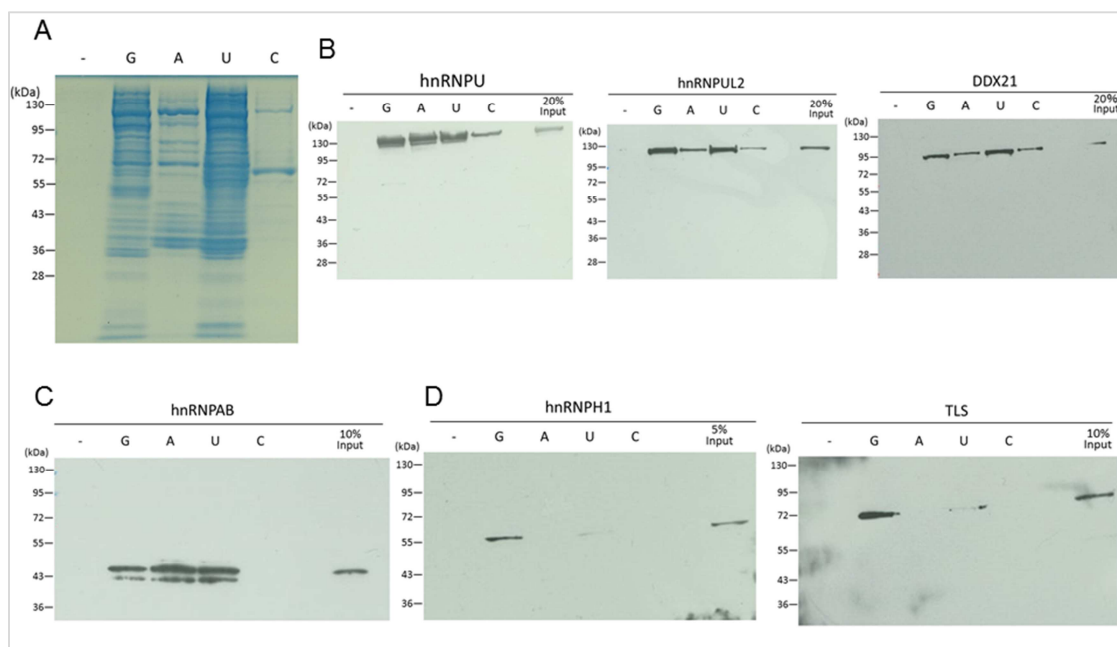 A
- G A U C
(kDa)
130
95
72
55
43
36
28
B
hnRNPU
- G A U C 20% Input
(kDa)
130
95
72
55
43
36
28
hnRNPUL2
- G A U C 20% Input
(kDa)
130
95
72
55
43
36
28
DDX21
- G A U C 20% Input
(kDa)
130
95
72
55
43
36
28
C
hnRNPAB
- G A U C 10% Input
(kDa)
130
95
72
55
43
36
D
hnRNPH1
- G A U C 5% Input
(kDa)
130
95
72
55
43
36
TLS
- G A U C 10% Input
(kDa)
130
95
72
55
43
36